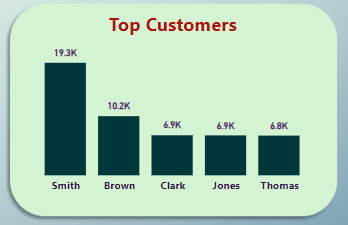 Top Customers
19.3K
10.2K
6.9K 6.9K 6.8K
Smith Brown Clark Jones Thomas